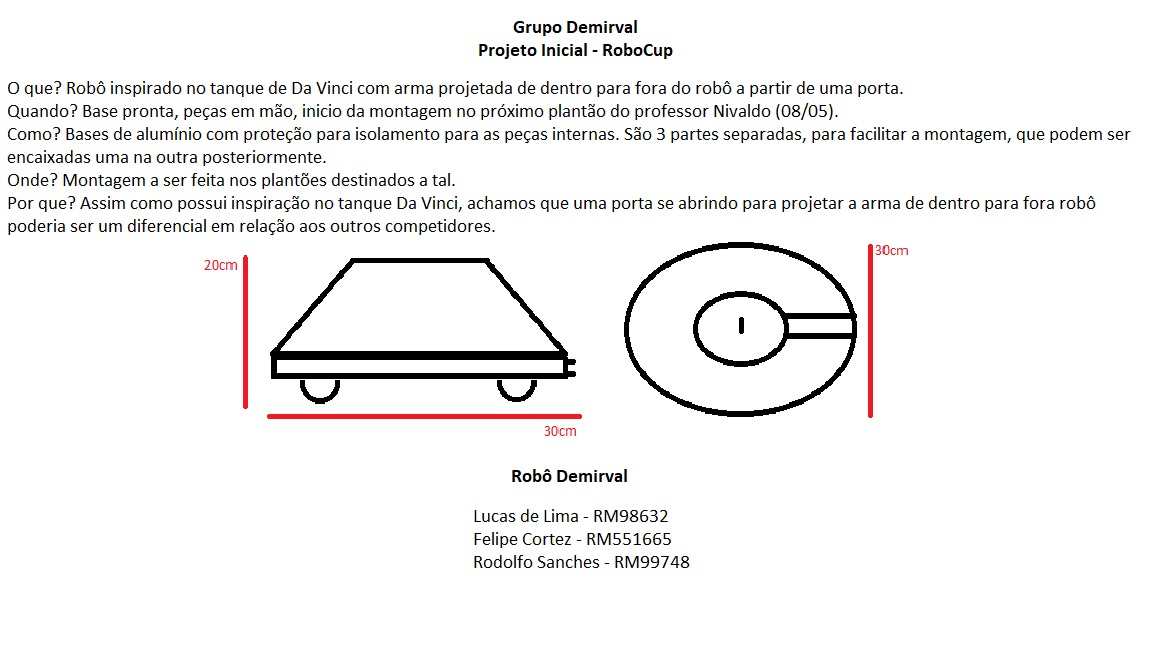 Grupo Demirval
Projeto Inicial - RoboCup
O que? Robô inspirado no tanque de Da Vinci com arma projetada de dentro para fora do robô a partir de uma porta.
Quando? Base pronta, peças em mão, inicio da montagem no próximo plantão do professor Nivaldo (08/05).
Como? Bases de alumínio com proteção para isolamento para as peças internas. São 3 partes separadas, para facilitar a montagem, que podem ser
encaixadas uma na outra posteriormente.
Onde? Montagem a ser feita nos plantões destinados a tal.
Por que? Assim como possui inspiração no tanque Da Vinci, achamos que uma porta se abrindo para projetar a arma de dentro para fora robô
poderia ser um diferencial em relação aos outros competidores.
20cm
30cm
30cm
Robô Demirval
Lucas de Lima - RM98632
Felipe Cortez - RM551665
Rodolfo Sanches - RM99748